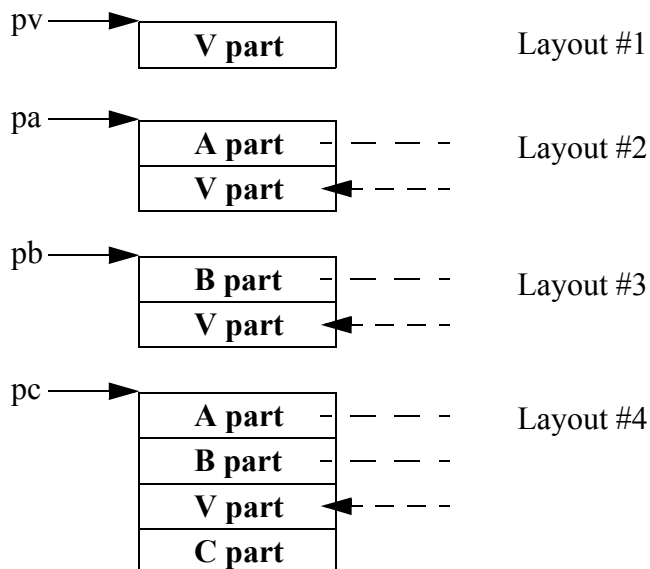 pv
V part
Layout #1
pa
A part
Layout #2
V part
pb
B part
Layout #3
V part
pc
A part
Layout #4
B part
V part
C part